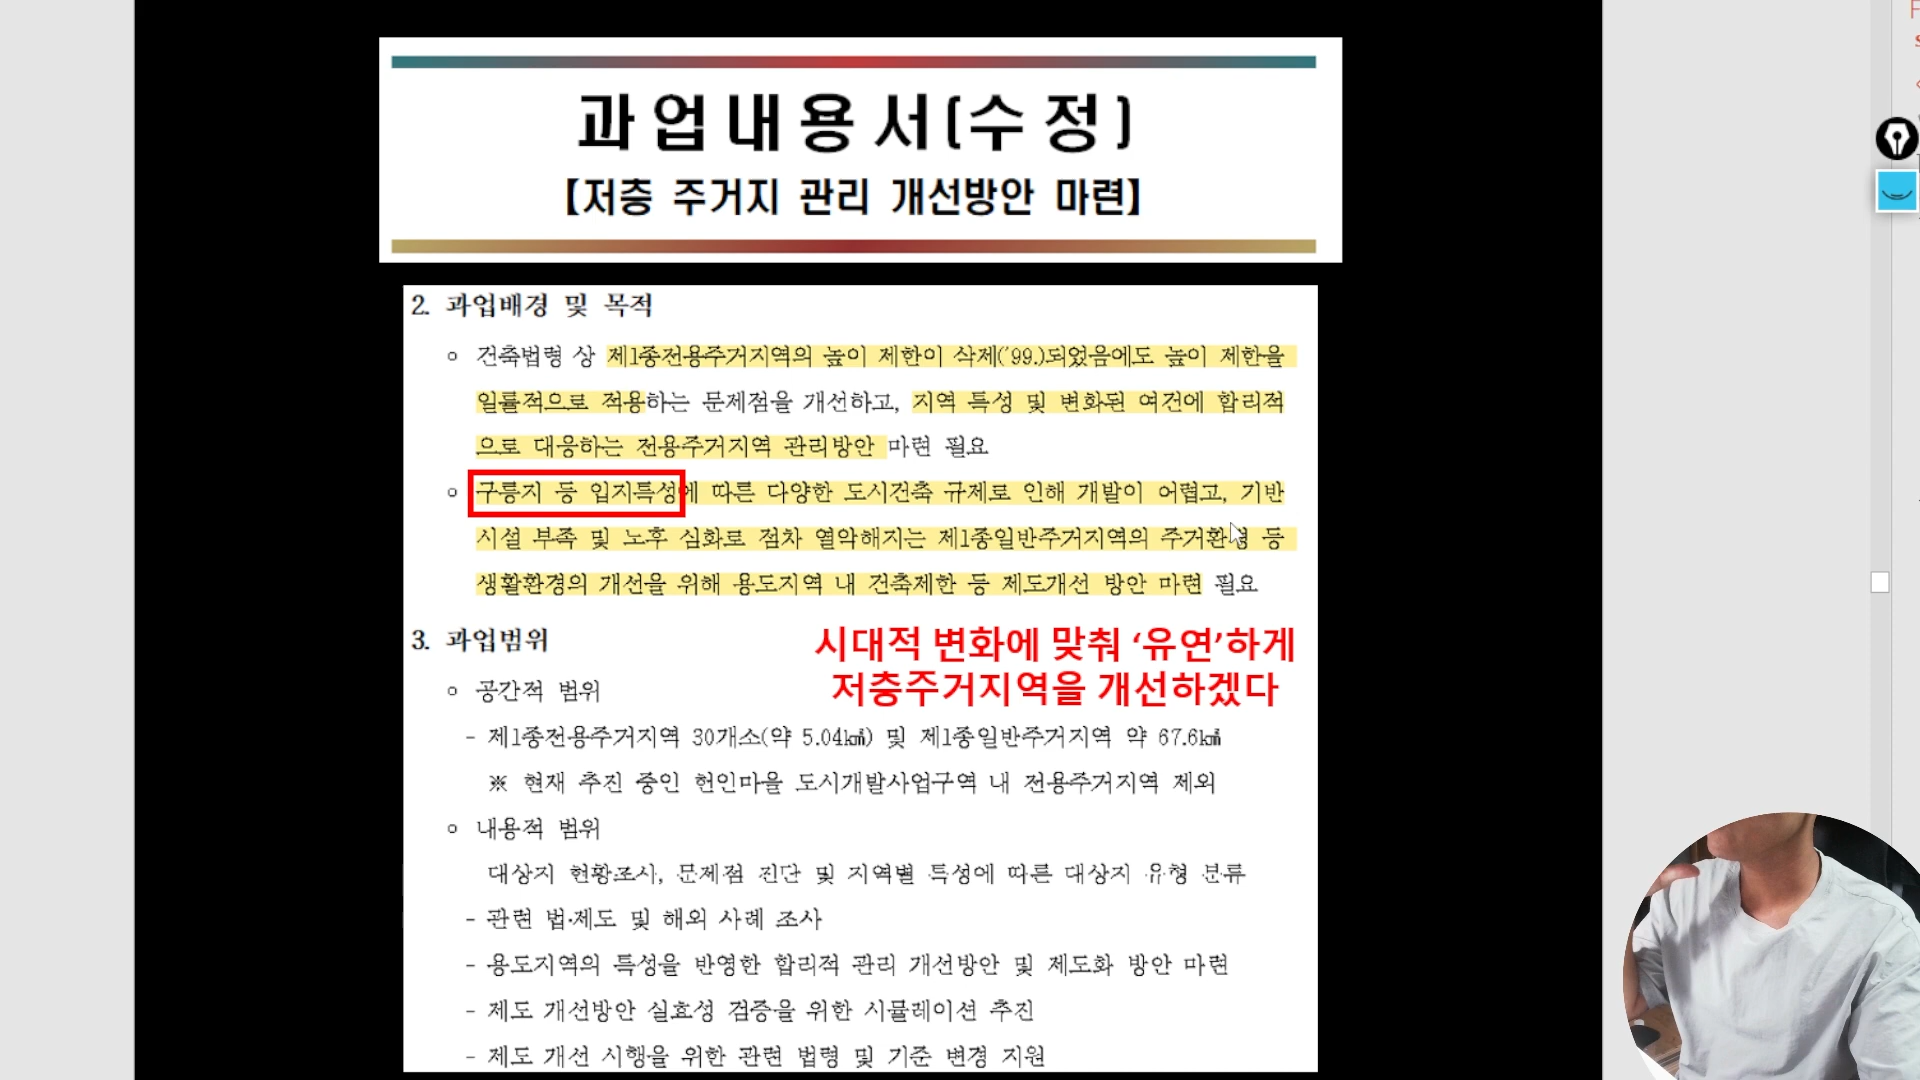 과업내용서(수정)
【저층 주거지 관리 개선방안 마련】
2. 과업배경 및 목적
○ 건축법령 상 제1종전용주거지역의 높이 제한이 삭제('99.)되었음에도 높이 제한을
일률적으로 적용하는 문제점을 개선하고, 지역 특성 및 변화된 여건에 합리적
으로 대응하는 전용주거지역 관리방안 마련 필요
○ 구릉지 등 입지특성에 따른 다양한 도시건축 규제로 인해 개발이 어렵고, 기반
시설 부족 및 노후 심화로 점차 열악해지는 제1종일반주거지역의 주거환경 등
생활환경의 개선을 위해 용도지역 내 건축제한 등 제도개선 방안 마련 필요
3. 과업범위
시대적 변화에 맞춰 ‘유연’하게
저층주거지역을 개선하겠다
○ 공간적 범위
- 제1종전용주거지역 30개소(약 5.04㎢) 및 제1종일반주거지역 약 67.6㎢
※ 현재 추진 중인 헌인마을 도시개발사업구역 내 전용주거지역 제외
○ 내용적 범위
대상지 현황조사, 문제점 진단 및 지역별 특성에 따른 대상지 유형 분류
- 관련 법·제도 및 해외 사례 조사
- 용도지역의 특성을 반영한 합리적 관리 개선방안 및 제도화 방안 마련
- 제도 개선방안 실효성 검증을 위한 시뮬레이션 추진
- 제도 개선 시행을 위한 관련 법령 및 기준 변경 지원